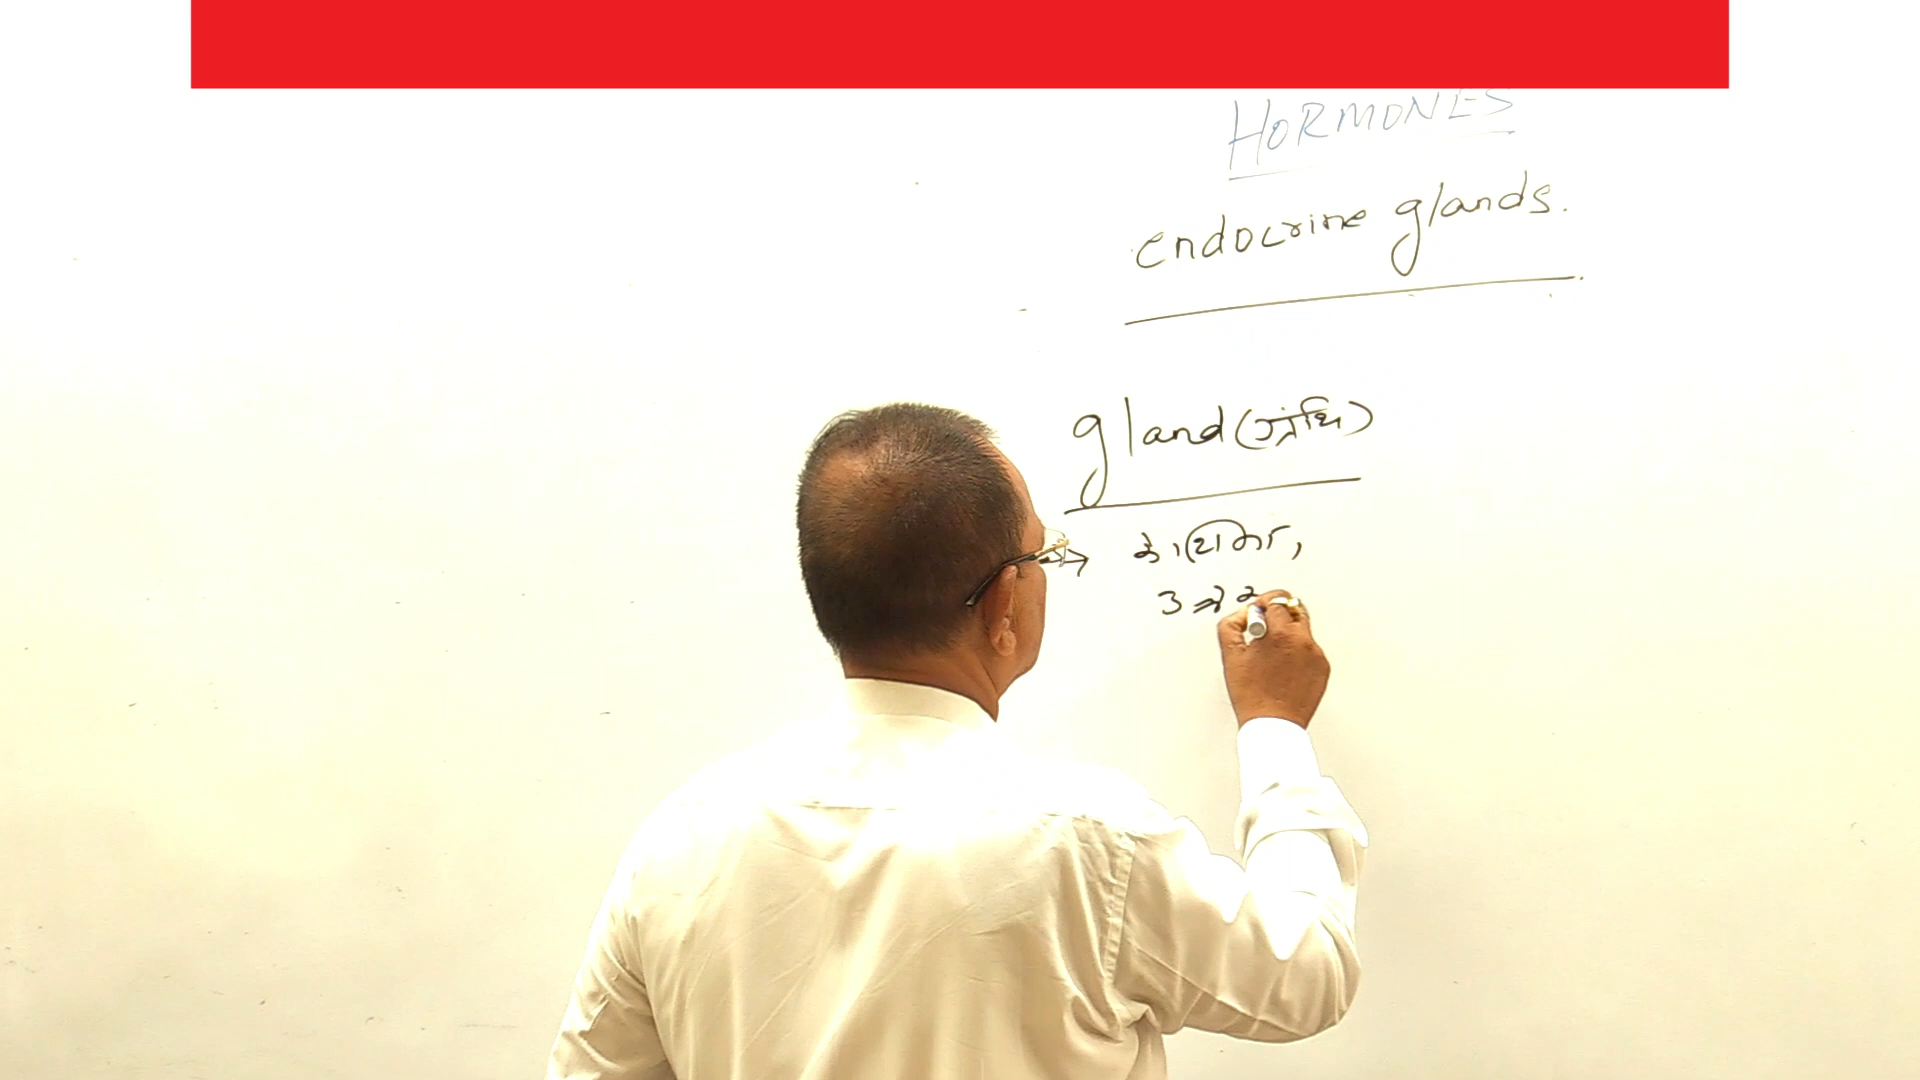 HORMONES
endocrine glands.
gland (ग्रंथि)
→ कोशिका,